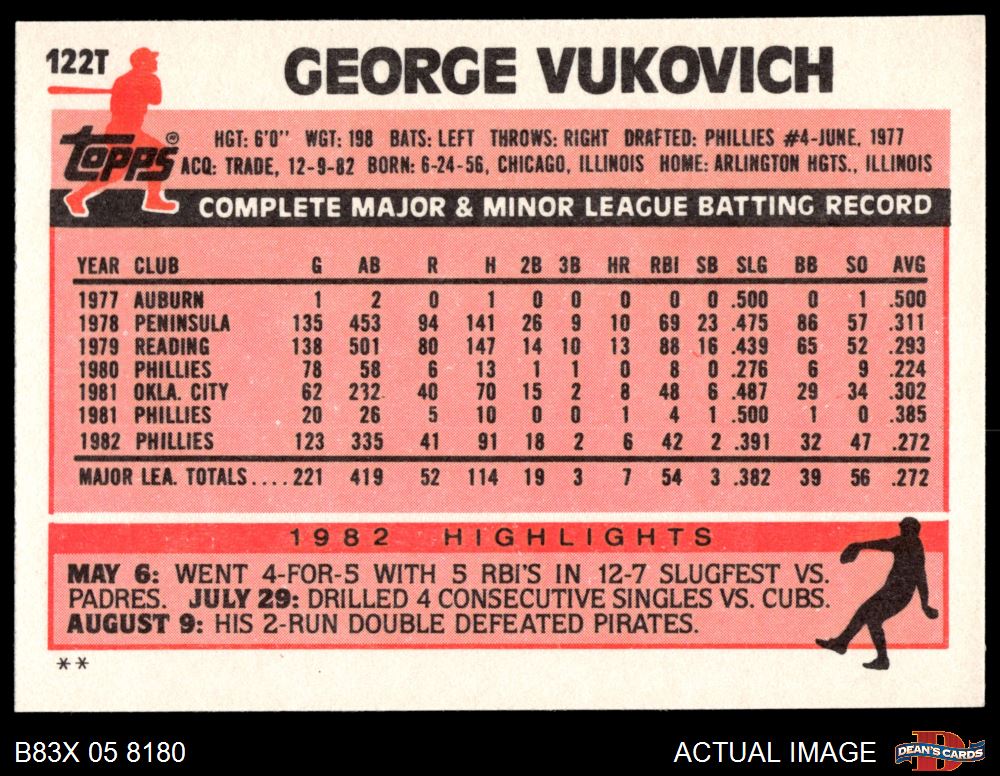 122T
GEORGE VUKOVICH
topps®
HGT: 6'0" WGT: 198 BATS: LEFT THROWS: RIGHT DRAFTED: PHILLIES #4-JUNE, 1977
ACQ: TRADE, 12-9-82 BORN: 6-24-56, CHICAGO, ILLINOIS HOME: ARLINGTON HGTS., ILLINOIS
COMPLETE MAJOR & MINOR LEAGUE BATTING RECORD
YEAR CLUB G AB R H 2B 3B HR RBI SB SLG BB SO AVG
1977 AUBURN 1 2 0 1 0 0 0 0 0 .500 0 1 .500
1978 PENINSULA 135 453 94 141 26 9 10 69 23 .475 86 57 .311
1979 READING 138 501 80 147 14 10 13 88 16 .439 65 52 .293
1980 PHILLIES 78 58 6 13 1 1 0 8 0 .276 6 9 .224
1981 OKLA. CITY 62 232 40 70 15 2 8 48 6 .487 29 34 .302
1981 PHILLIES 20 26 5 10 0 0 1 4 1 .500 1 0 .385
1982 PHILLIES 123 335 41 91 18 2 6 42 2 .391 32 47 .272
MAJOR LEA. TOTALS....221 419 52 114 19 3 7 54 3 .382 39 56 .272
1982 HIGHLIGHTS
MAY 6: WENT 4-FOR-5 WITH 5 RBI'S IN 12-7 SLUGFEST VS.
PADRES. JULY 29: DRILLED 4 CONSECUTIVE SINGLES VS. CUBS.
AUGUST 9: HIS 2-RUN DOUBLE DEFEATED PIRATES.
**
B83X 05 8180
ACTUAL IMAGE
DEAN'S CARDS